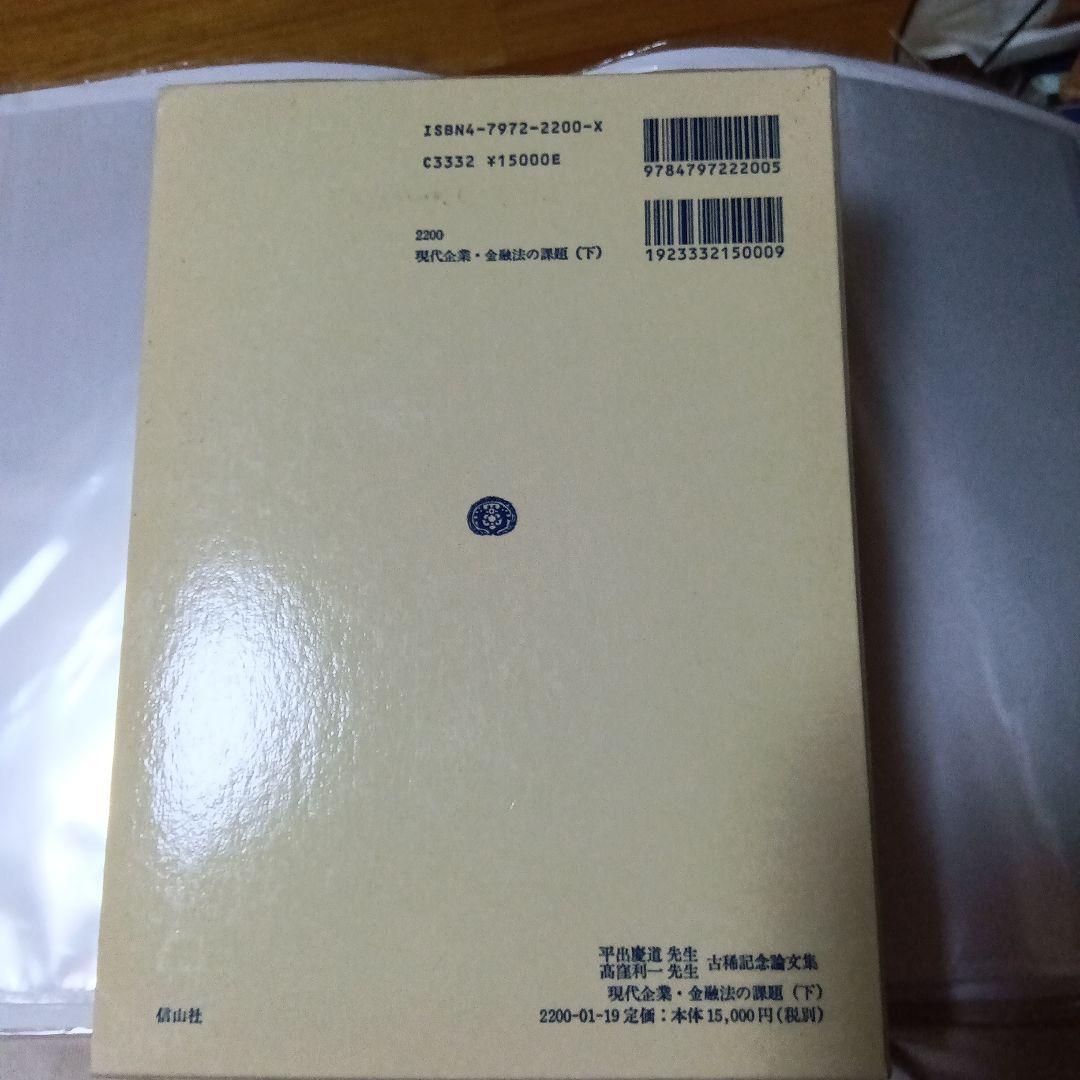 ISBN4-7972-2200-X
C3332 ¥15000E
9784797222005
1923332150009
2200
現代企業・金融法の課題（下）
平出慶道 先生
髙窪利一 先生
古稀記念論文集
現代企業・金融法の課題（下）
信山社
2200-01-19 定価：本体15,000円（税別）